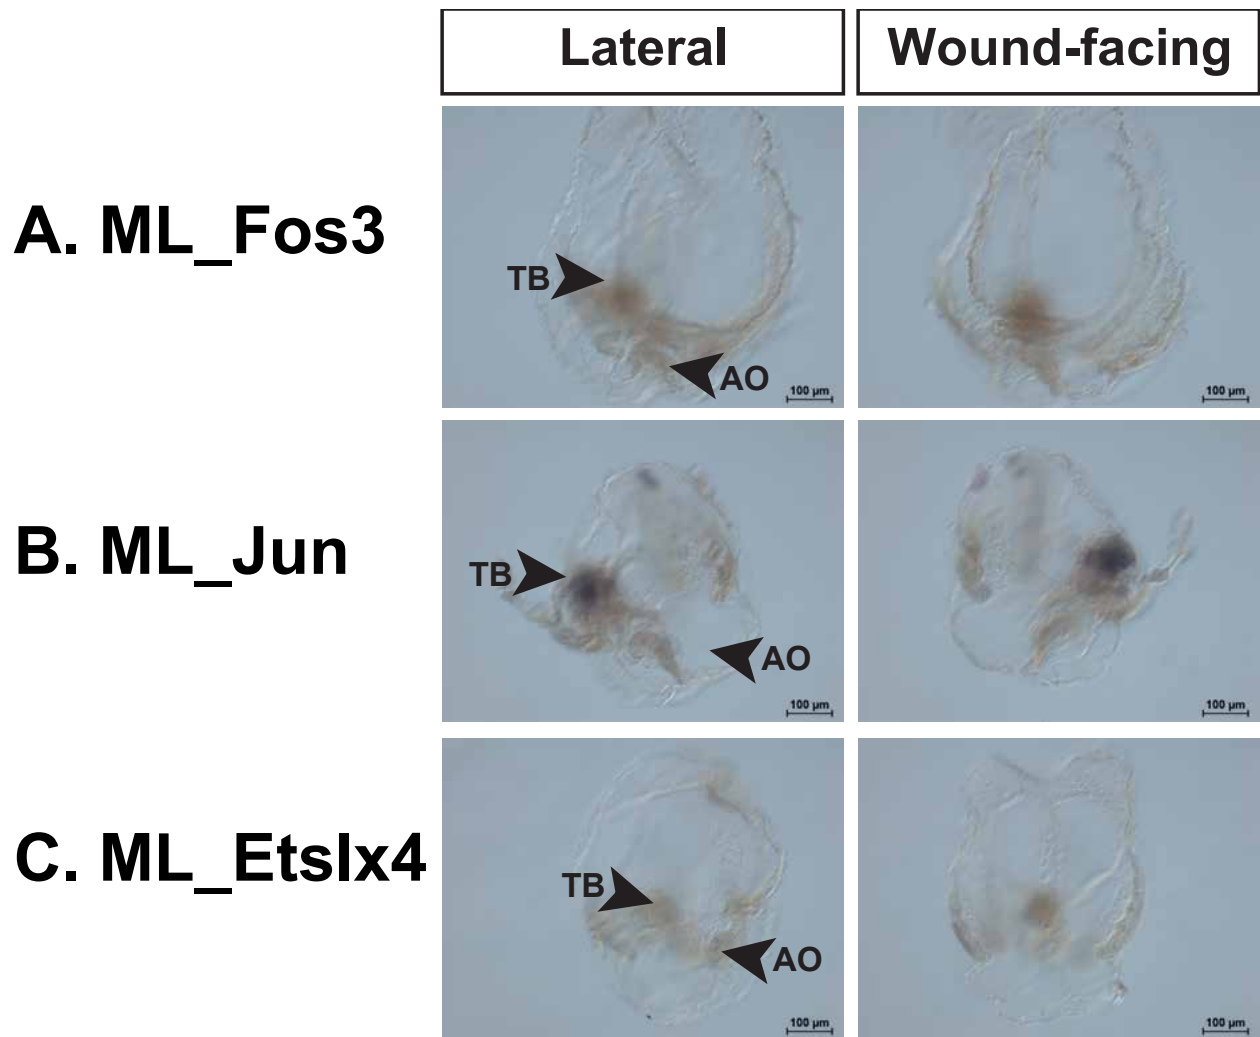 Lateral
Wound-facing
A. ML_Fos3
TB
AO
100 µm
100 µm
B. ML_Jun
TB
AO
100 µm
100 µm
C. ML_Etslx4
TB
AO
100 µm
100 µm